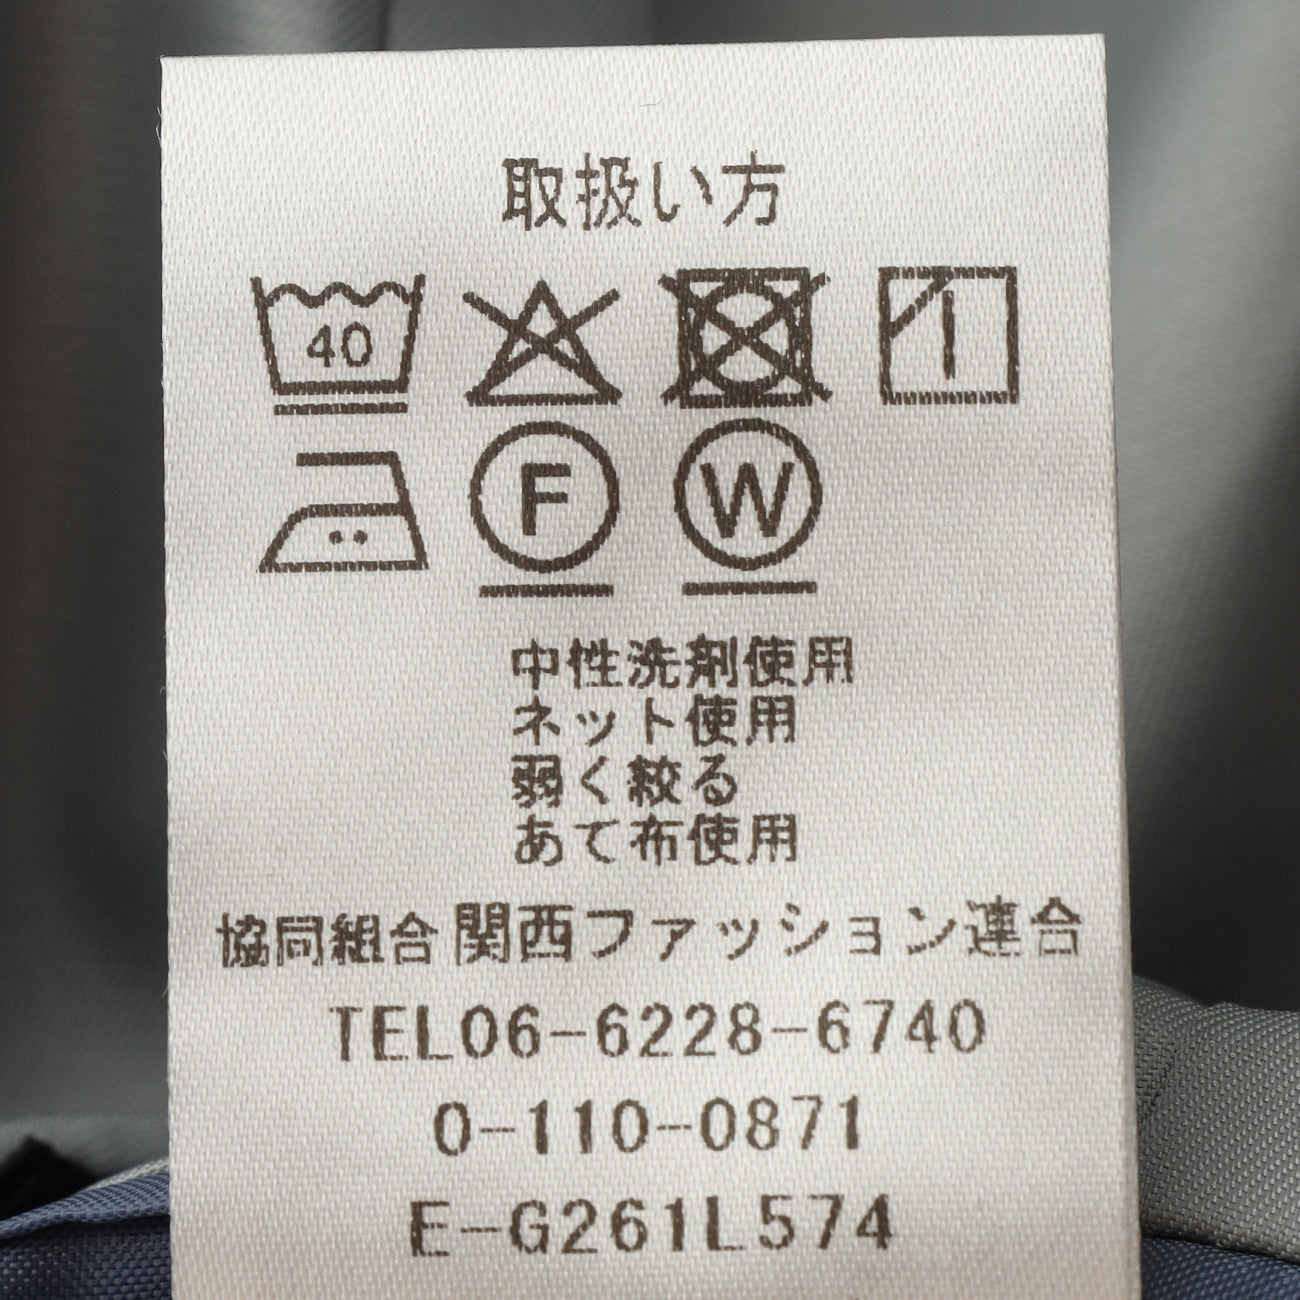 取扱い方
40
F W
中性洗剤使用
ネット使用
弱く絞る
あて布使用
協同組合関西ファッション連合
TEL06-6228-6740
0-110-0871
E-G261L574